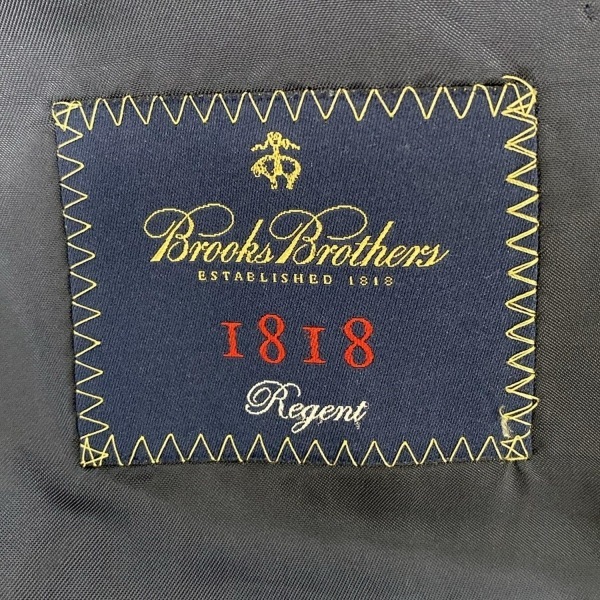 Brooks Brothers
ESTABLISHED 1818
1818
Regent